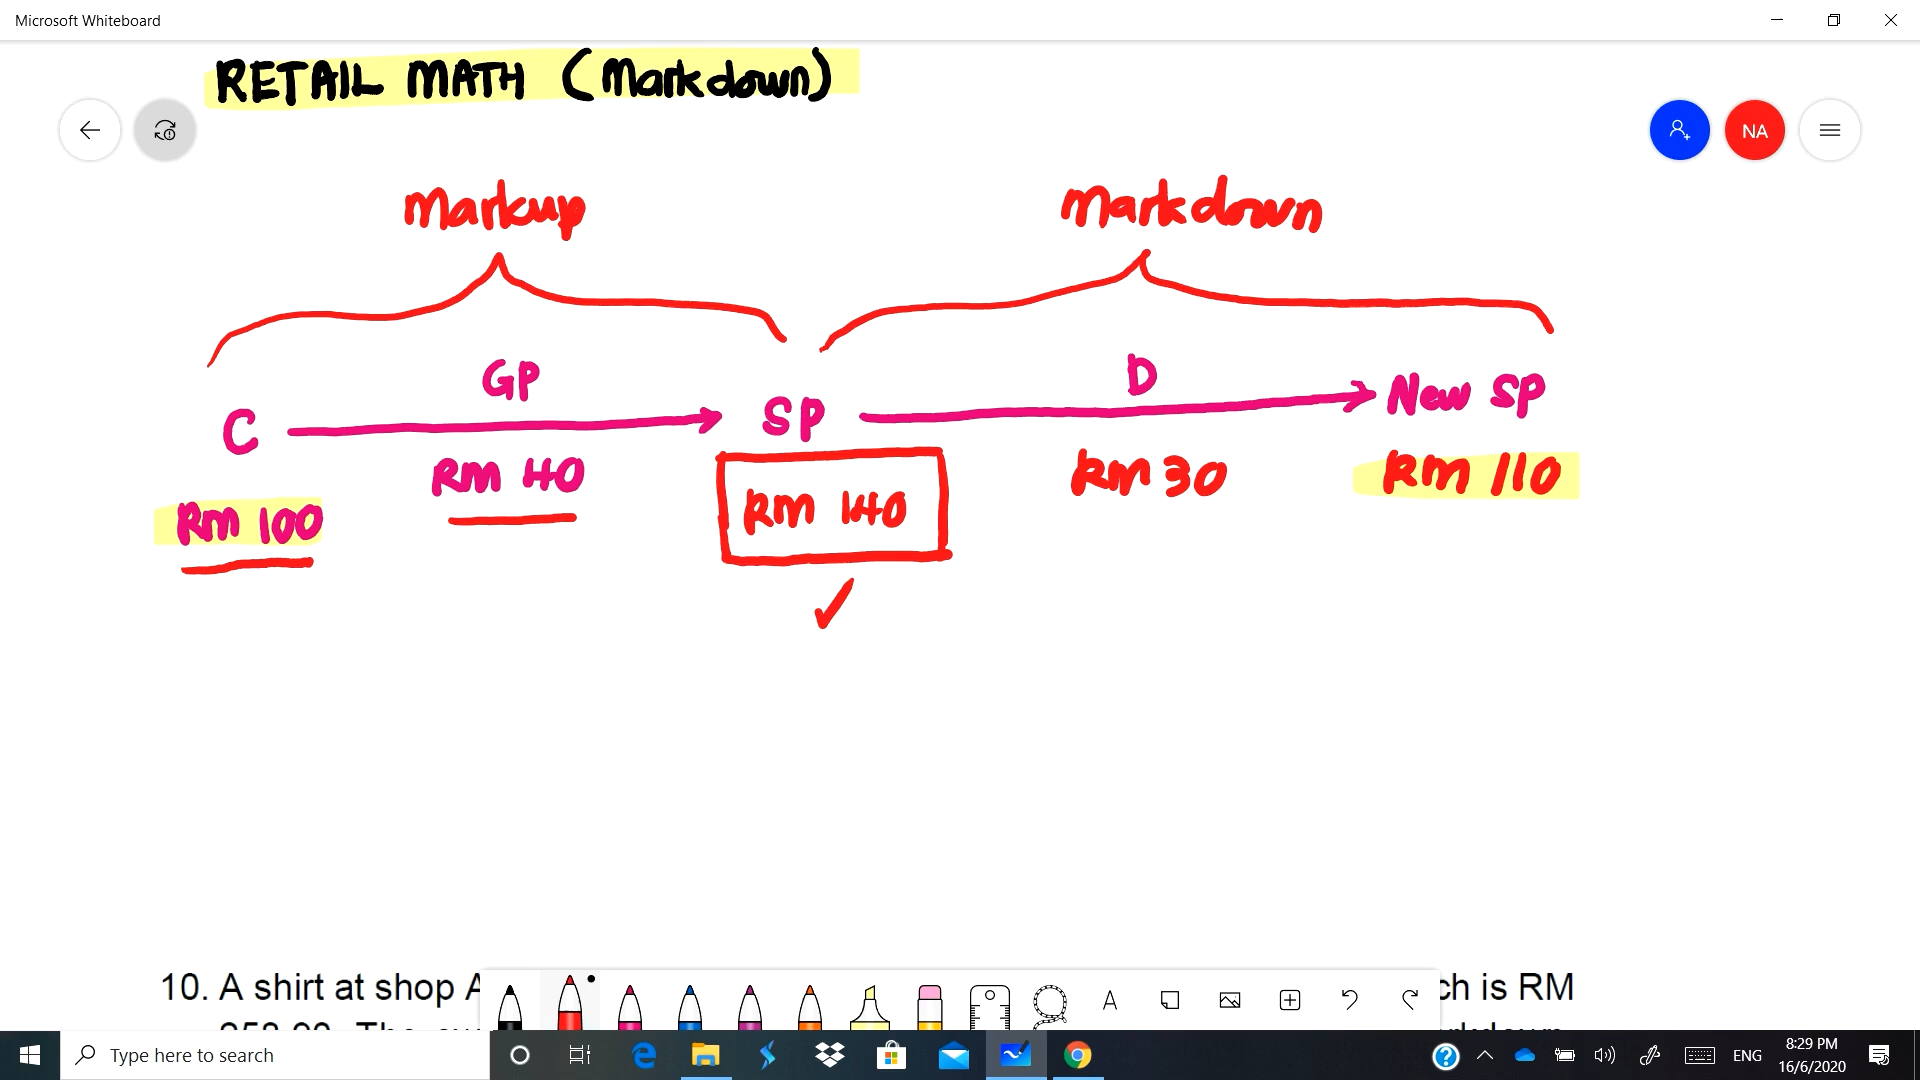 Microsoft Whiteboard
RETAIL MATH (Markdown)
NA
Markup
Markdown
GP
D
C
SP
New SP
RM 100
RM 40
RM 140
RM 30
RM 110
10. A shirt at shop A
ch is RM
A
Type here to search
ENG
8:29 PM
16/6/2020